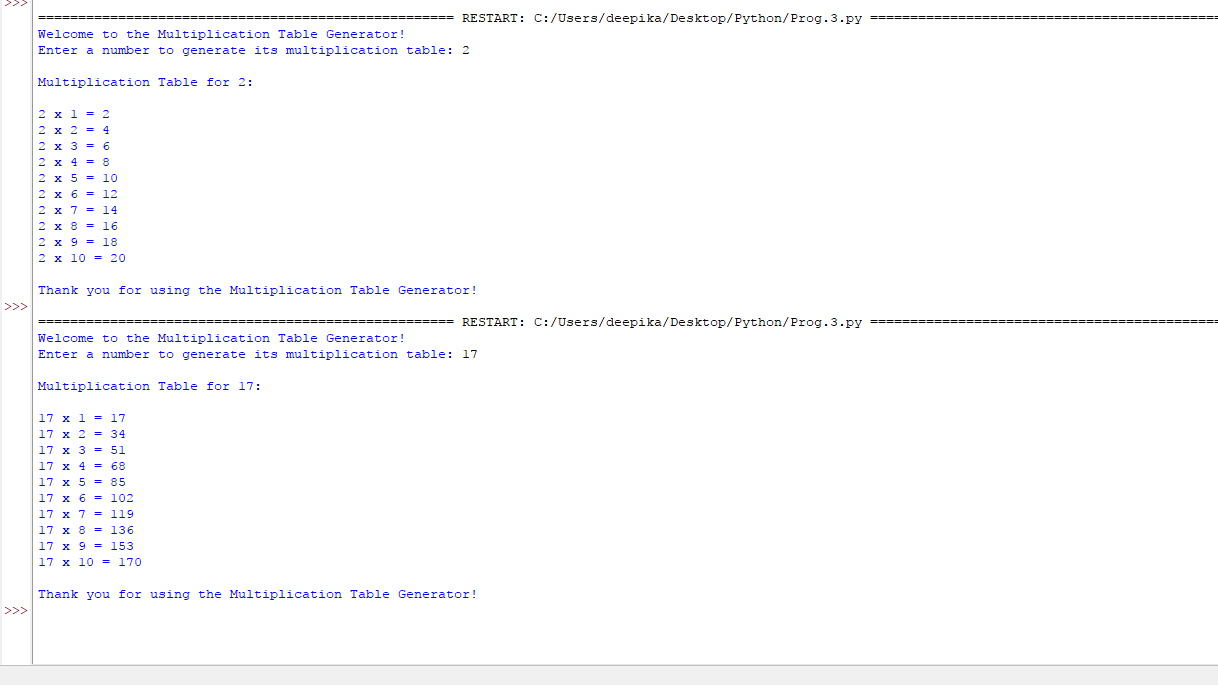 >>>
==================================================== RESTART: C:/Users/deepika/Desktop/Python/Prog.3.py ============================================
Welcome to the Multiplication Table Generator!
Enter a number to generate its multiplication table: 2
Multiplication Table for 2:
2 x 1 = 2
2 x 2 = 4
2 x 3 = 6
2 x 4 = 8
2 x 5 = 10
2 x 6 = 12
2 x 7 = 14
2 x 8 = 16
2 x 9 = 18
2 x 10 = 20
Thank you for using the Multiplication Table Generator!
>>>
==================================================== RESTART: C:/Users/deepika/Desktop/Python/Prog.3.py ============================================
Welcome to the Multiplication Table Generator!
Enter a number to generate its multiplication table: 17
Multiplication Table for 17:
17 x 1 = 17
17 x 2 = 34
17 x 3 = 51
17 x 4 = 68
17 x 5 = 85
17 x 6 = 102
17 x 7 = 119
17 x 8 = 136
17 x 9 = 153
17 x 10 = 170
Thank you for using the Multiplication Table Generator!
>>>